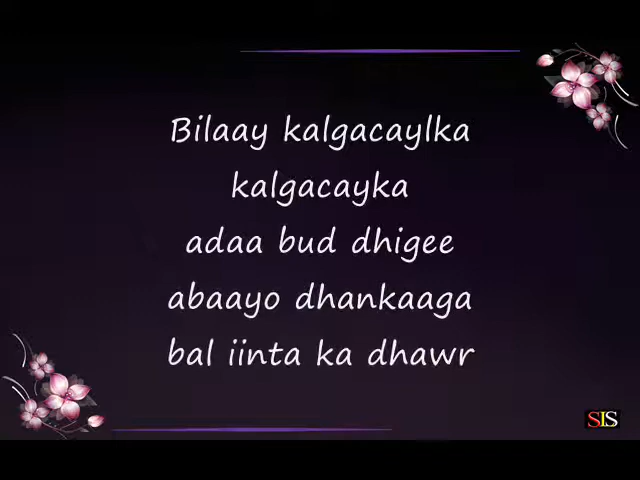 Bilaay kalgacaylka
kalgacayka
adaa bud dhigee
abaayo dhankaaga
bal iinta ka dhawr
SIS